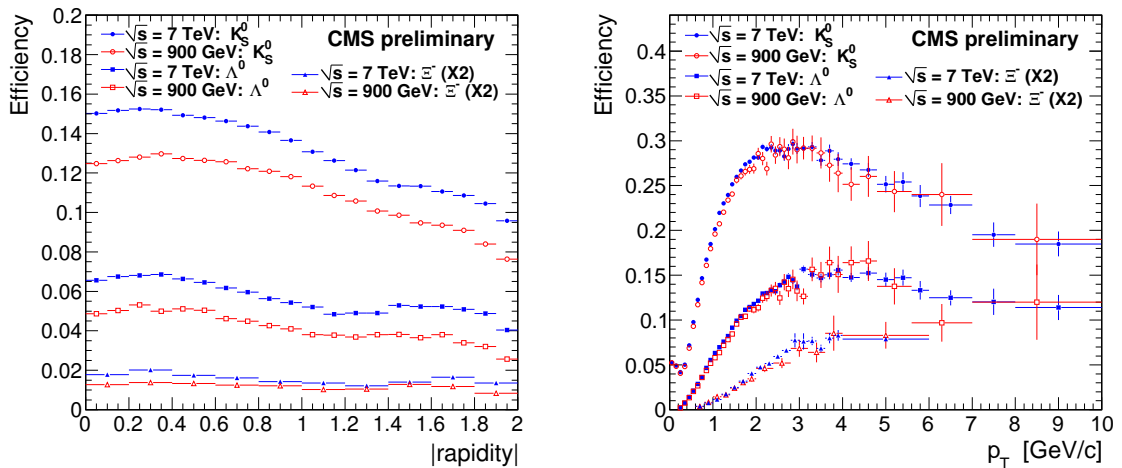 Efficiency
0.2
0.18
0.16
0.14
0.12
0.1
0.08
0.06
0.04
0.02
0
√s = 7 TeV: K⁰S
√s = 900 GeV: K⁰S
√s = 7 TeV: Λ⁰
√s = 900 GeV: Λ⁰
CMS preliminary
√s = 7 TeV: Ξ⁻ (X2)
√s = 900 GeV: Ξ⁻ (X2)
0 0.2 0.4 0.6 0.8 1 1.2 1.4 1.6 1.8 2
|rapidity|
Efficiency
0.4
0.35
0.3
0.25
0.2
0.15
0.1
0.05
0
√s = 7 TeV: K⁰S
√s = 900 GeV: K⁰S
√s = 7 TeV: Λ⁰
√s = 900 GeV: Λ⁰
CMS preliminary
√s = 7 TeV: Ξ⁻ (X2)
√s = 900 GeV: Ξ⁻ (X2)
0 1 2 3 4 5 6 7 8 9 10
pT [GeV/c]